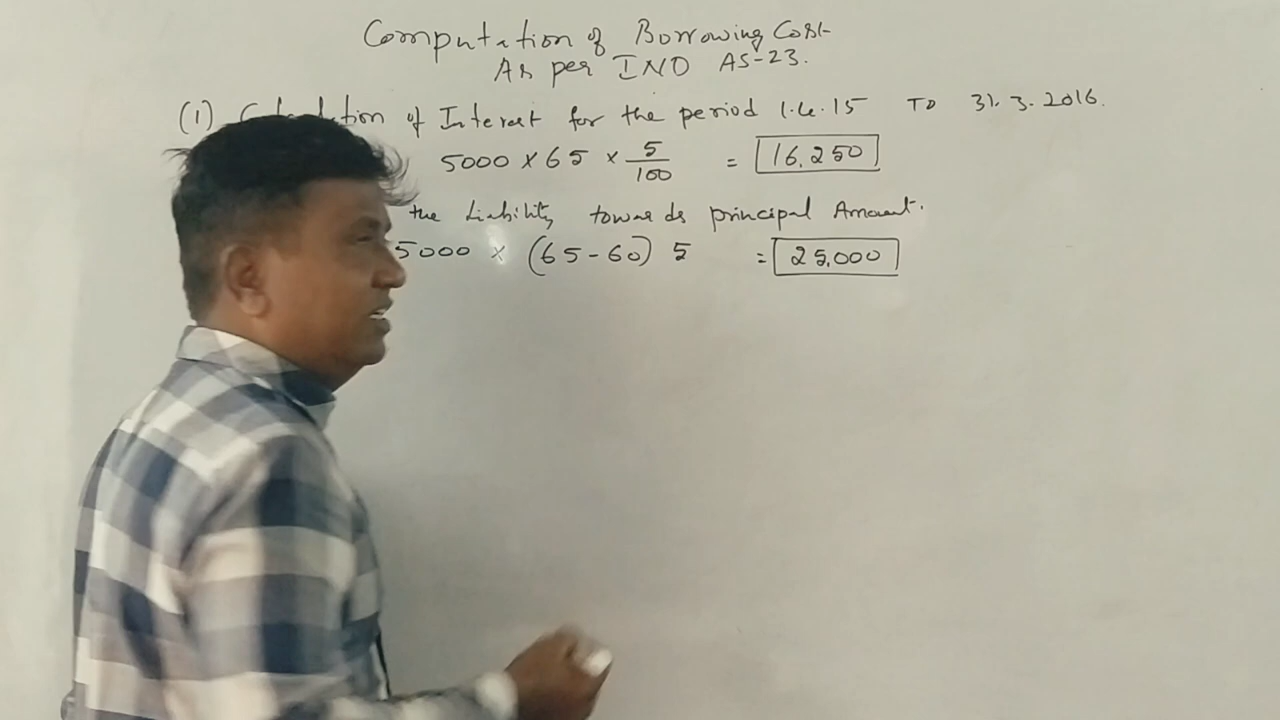 Computation of Borrowing Cost
As per IND AS-23.
(1) of Interest for the period 1.4.15 TO 31.3.2016.
5000 x 65 x 5/100 = 16,250
the Liability towards principal Amount.
5000 x (65-60) 5 = 25,000